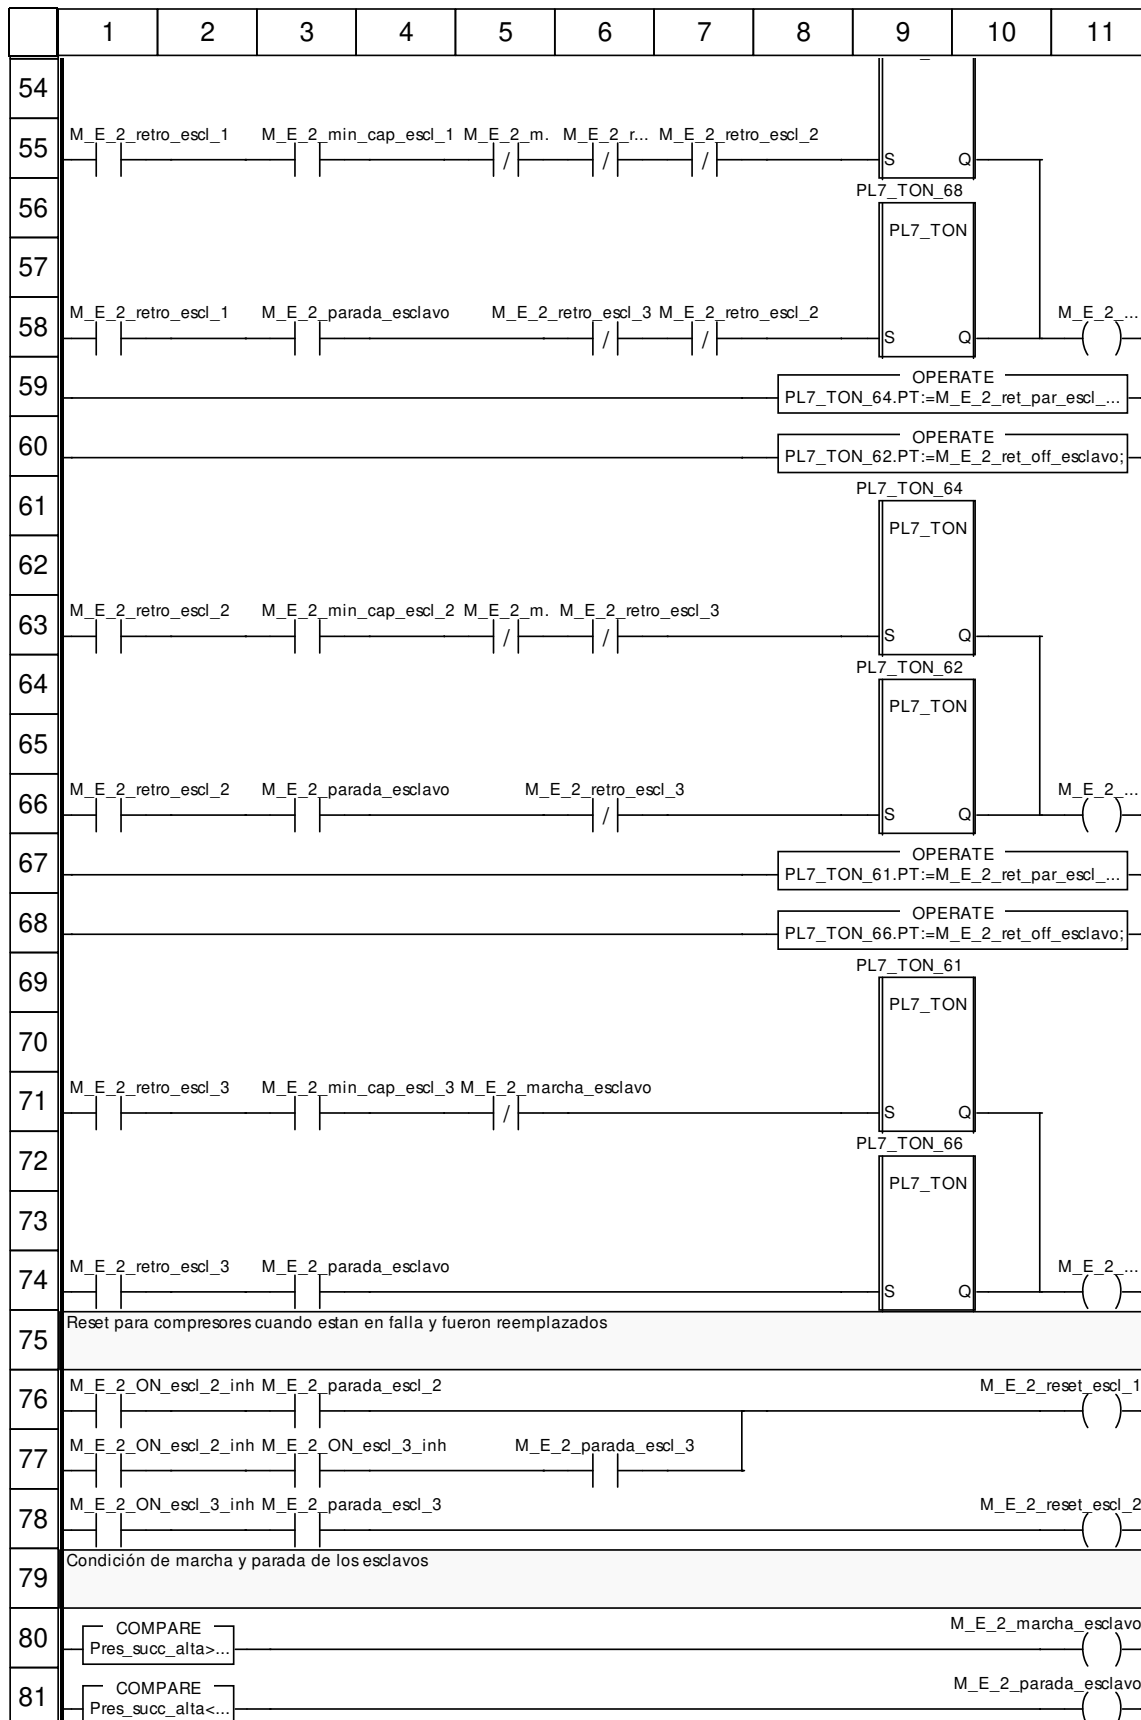 1 2 3 4 5 6 7 8 9 10 11
54
M_E_2_retro_escl_1 M_E_2_min_cap_escl_1 M_E_2_m. M_E_2_r... M_E_2_retro_escl_2
55
/ / /
S Q
PL7_TON_68
56
PL7_TON
57
M_E_2_retro_escl_1 M_E_2_parada_esclavo M_E_2_retro_escl_3 M_E_2_retro_escl_2 M_E_2_...
58
/ /
S Q
59
OPERATE
PL7_TON_64.PT:=M_E_2_ret_par_escl_...
60
OPERATE
PL7_TON_62.PT:=M_E_2_ret_off_esclavo;
PL7_TON_64
61
PL7_TON
62
M_E_2_retro_escl_2 M_E_2_min_cap_escl_2 M_E_2_m. M_E_2_retro_escl_3
63
/ /
S Q
PL7_TON_62
64
PL7_TON
65
M_E_2_retro_escl_2 M_E_2_parada_esclavo M_E_2_retro_escl_3 M_E_2_...
66
/
S Q
67
OPERATE
PL7_TON_61.PT:=M_E_2_ret_par_escl_...
68
OPERATE
PL7_TON_66.PT:=M_E_2_ret_off_esclavo;
PL7_TON_61
69
PL7_TON
70
M_E_2_retro_escl_3 M_E_2_min_cap_escl_3 M_E_2_marcha_esclavo
71
/
S Q
PL7_TON_66
72
PL7_TON
73
M_E_2_retro_escl_3 M_E_2_parada_esclavo M_E_2_...
74
S Q
75
Reset para compresores cuando estan en falla y fueron reemplazados
76
M_E_2_ON_escl_2_inh M_E_2_parada_escl_2 M_E_2_reset_escl_1
77
M_E_2_ON_escl_2_inh M_E_2_ON_escl_3_inh M_E_2_parada_escl_3
78
M_E_2_ON_escl_3_inh M_E_2_parada_escl_3 M_E_2_reset_escl_2
79
Condición de marcha y parada de los esclavos
80
COMPARE M_E_2_marcha_esclavo
Pres_succ_alta>...
81
COMPARE M_E_2_parada_esclavo
Pres_succ_alta<...